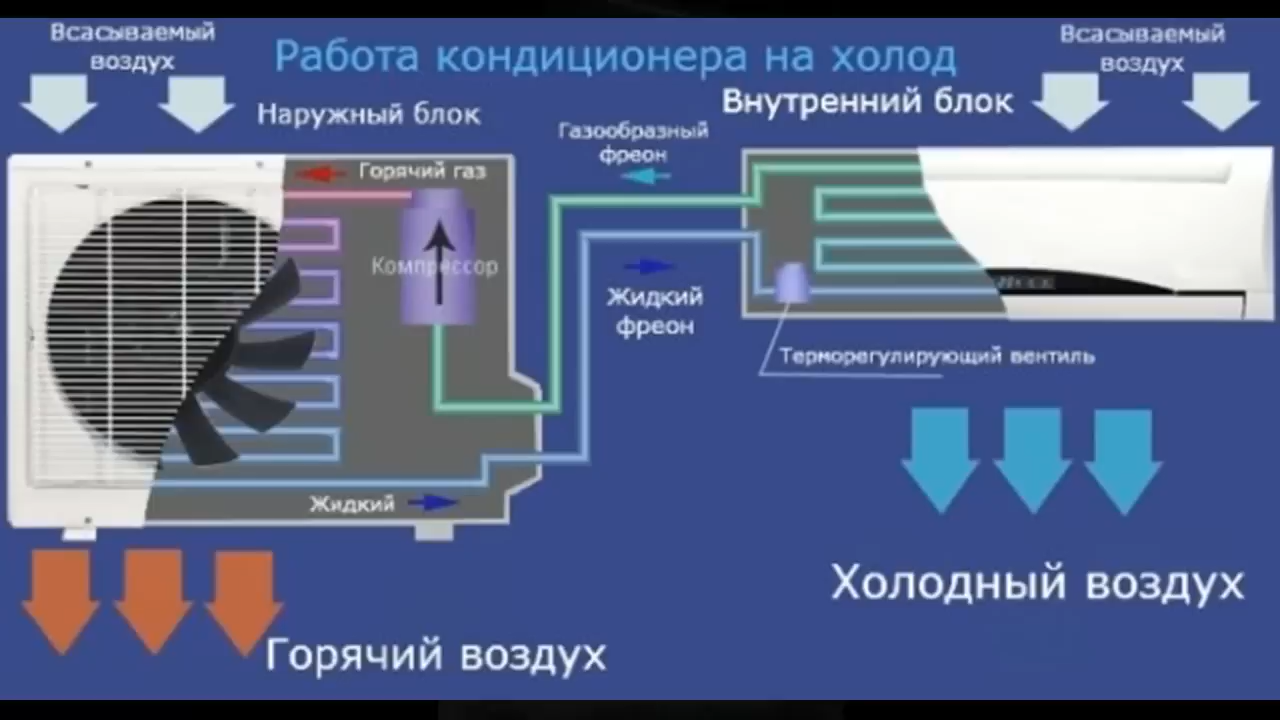 Всасываемый
воздух
Работа кондиционера на холод
Всасываемый
воздух
Наружный блок
Внутренний блок
Газообразный
фреон
Горячий газ
Компрессор
Жидкий
фреон
Терморегулирующий вентиль
Жидкий
Холодный воздух
Горячий воздух